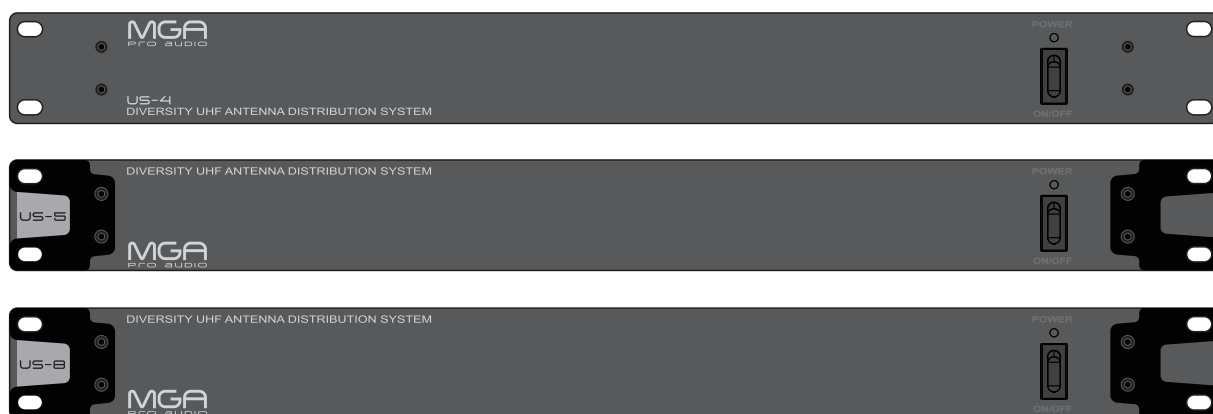 MGA
POWER
pro audio
US-4
DIVERSITY UHF ANTENNA DISTRIBUTION SYSTEM
ON/OFF
DIVERSITY UHF ANTENNA DISTRIBUTION SYSTEM
POWER
US-5
MGA
pro audio
ON/OFF
DIVERSITY UHF ANTENNA DISTRIBUTION SYSTEM
POWER
US-8
MGA
pro audio
ON/OFF